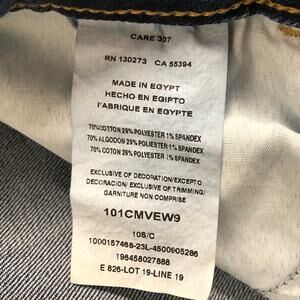 CARE 307
RN 130273 CA 55394
MADE IN EGYPT
HECHO EN EGIPTO
FABRIQUE EN EGYPTE
70%COTTON 29% POLYESTER 1% SPANDEX
70% ALGODON 29% POLYESTER 1% SPANDEX
70% COTON 29% POLYESTER 1% SPANDEX
EXCLUSIVE OF DECORATION/EXCEPTO
DECORACION/ EXCLUSIVE OF TRIMMING/
GARNITURE NON COMPRISE
101CMVEW9
10S/C
1000157468-23L-4500905286
196458027888
E 826-LOT 19-LINE 19